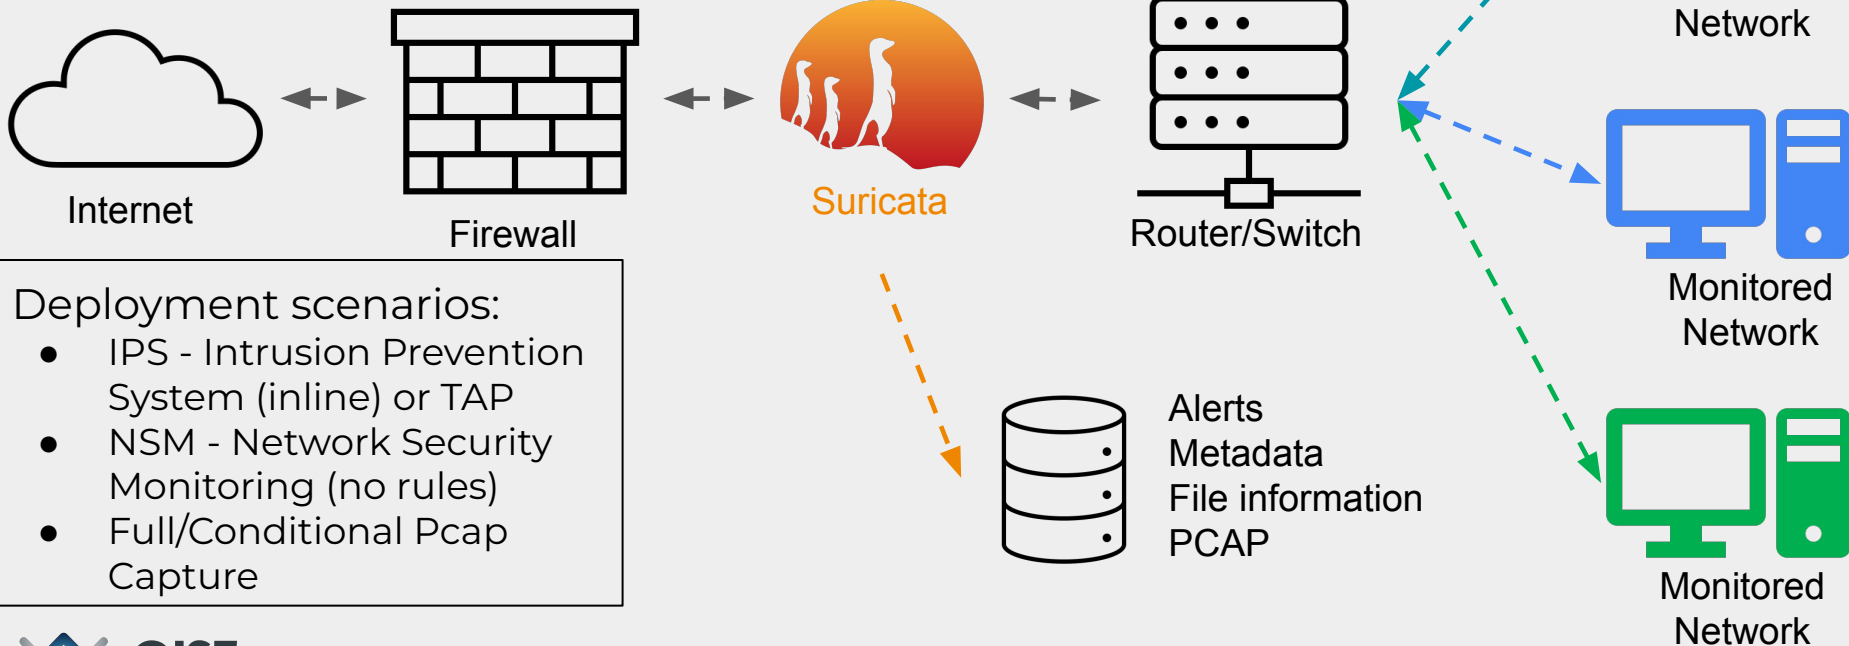 Network
Internet
Firewall
Suricata
Router/Switch
Monitored
Network
Deployment scenarios:
● IPS - Intrusion Prevention
System (inline) or TAP
● NSM - Network Security
Monitoring (no rules)
● Full/Conditional Pcap
Capture
Alerts
Metadata
File information
PCAP
Monitored
Network